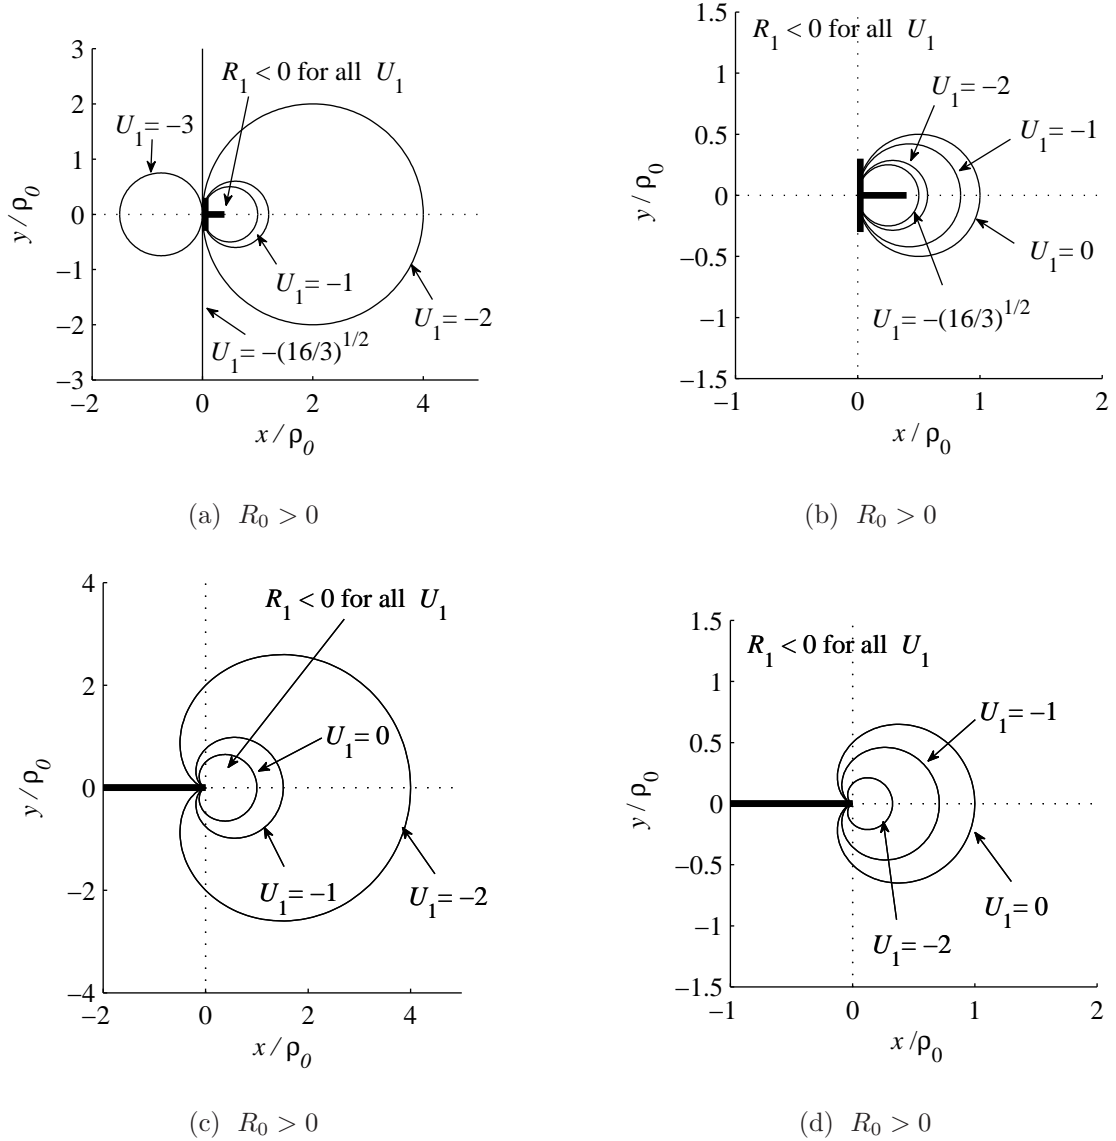 R₁ < 0 for all U₁
U₁= −3
U₁= −1
U₁= −2
U₁= −(16/3)^1/2
3
2
1
0
−1
−2
−3
y / ρ₀
−2 0 2 4
x / ρ₀
(a) R₀ > 0
R₁ < 0 for all U₁
U₁= −2
U₁= −1
U₁= 0
U₁= −(16/3)^1/2
1.5
1
0.5
0
−0.5
−1
−1.5
y / ρ₀
−1 0 1 2
x / ρ₀
(b) R₀ > 0
R₁ < 0 for all U₁
U₁= 0
U₁= −1
U₁= −2
4
2
0
−2
−4
y / ρ₀
−2 0 2 4
x / ρ₀
(c) R₀ > 0
R₁ < 0 for all U₁
U₁= −1
U₁= 0
U₁= −2
1.5
1
0.5
0
−0.5
−1
−1.5
y / ρ₀
−1 0 1 2
x /ρ₀
(d) R₀ > 0